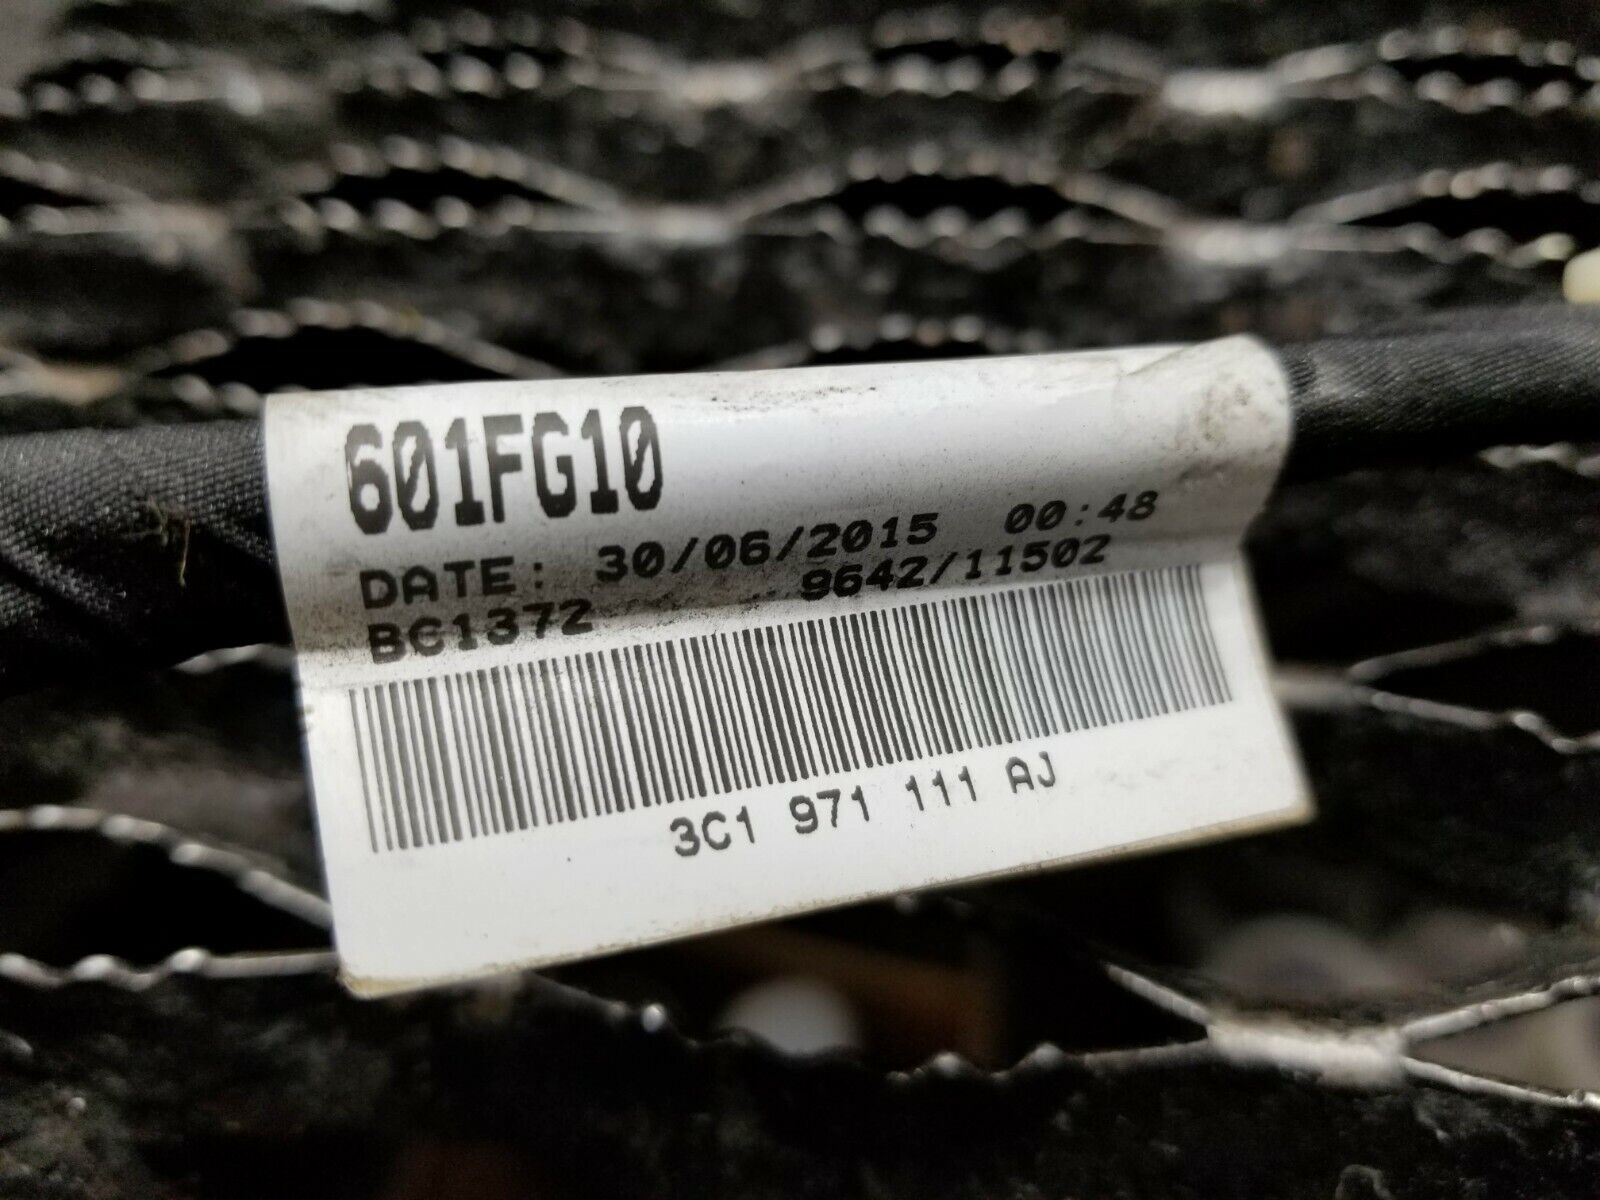 601FG10
DATE: 30/06/2015 00:48
BC1372 9642/11502
3C1 971 111 AJ